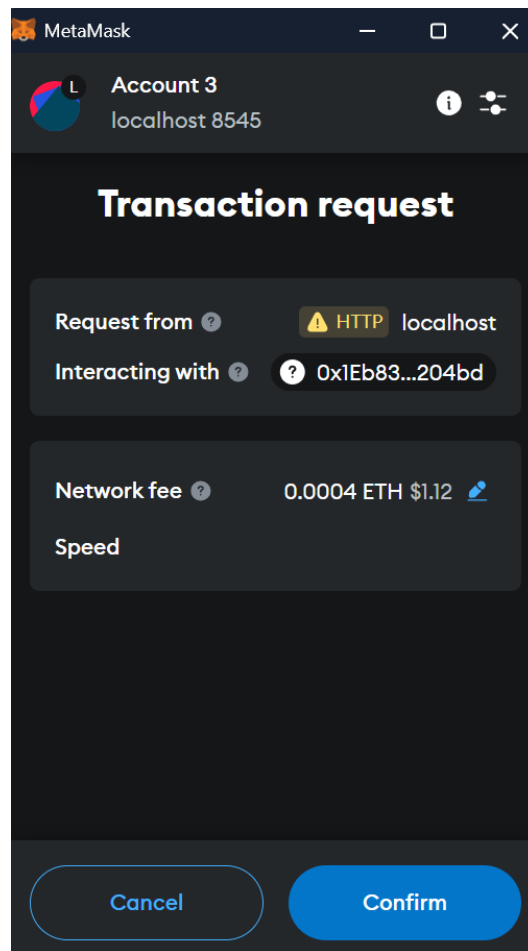 MetaMask
L
Account 3
localhost 8545
Transaction request
Request from ? HTTP localhost
Interacting with ? ? 0x1Eb83...204bd
Network fee ? 0.0004 ETH $1.12
Speed
Cancel Confirm